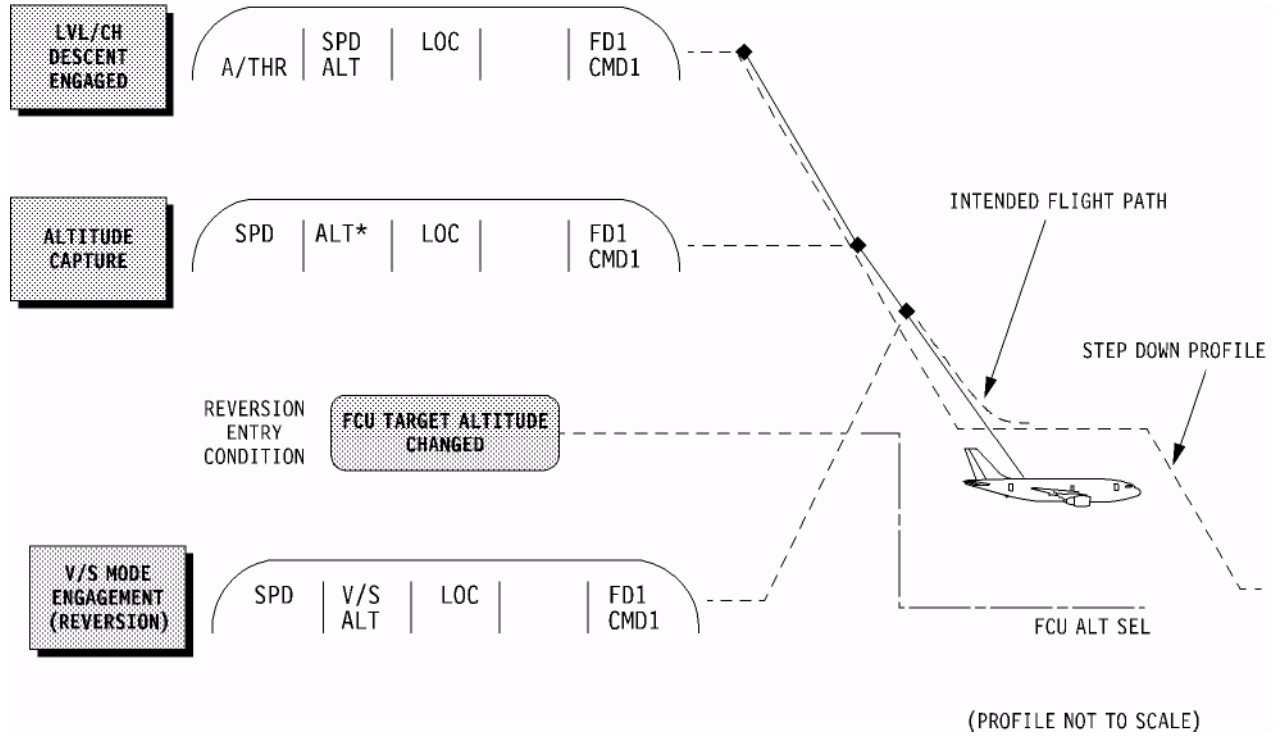 LVL/CH
DESCENT
ENGAGED
A/THR
SPD
ALT
LOC
FD1
CMD1
ALTITUDE
CAPTURE
SPD
ALT*
LOC
FD1
CMD1
INTENDED FLIGHT PATH
STEP DOWN PROFILE
REVERSION
ENTRY
CONDITION
FCU TARGET ALTITUDE
CHANGED
V/S MODE
ENGAGEMENT
(REVERSION)
SPD
V/S
ALT
LOC
FD1
CMD1
FCU ALT SEL
(PROFILE NOT TO SCALE)